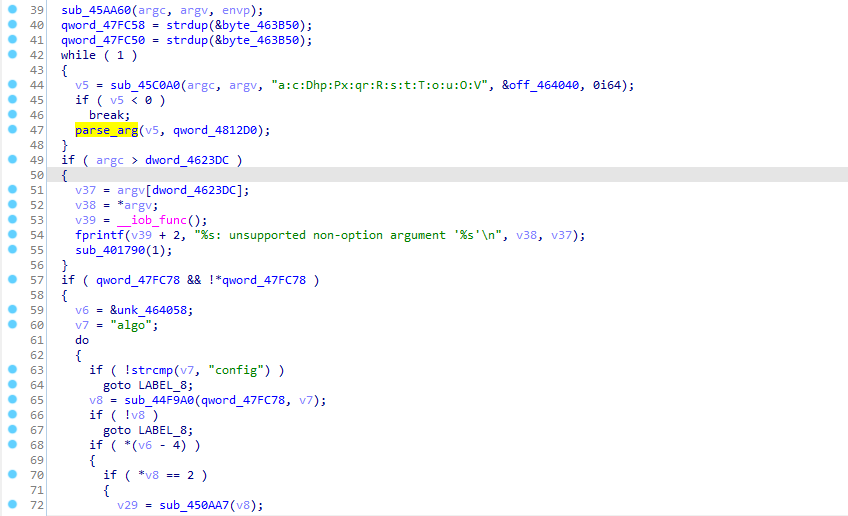 39 sub_45AA60(argc, argv, envp);
40 qword_47FC58 = strdup(&byte_463B50);
41 qword_47FC50 = strdup(&byte_463B50);
42 while ( 1 )
43 {
44 v5 = sub_45C0A0(argc, argv, "a:c:Dhp:Px:qr:R:s:t:T:o:u:O:V", &off_464040, 0i64);
45 if ( v5 < 0 )
46 break;
47 parse_arg(v5, qword_4812D0);
48 }
49 if ( argc > dword_4623DC )
50 {
51 v37 = argv[dword_4623DC];
52 v38 = *argv;
53 v39 = __iob_func();
54 fprintf(v39 + 2, "%s: unsupported non-option argument '%s'\n", v38, v37);
55 sub_401790(1);
56 }
57 if ( qword_47FC78 && !*qword_47FC78 )
58 {
59 v6 = &unk_464058;
60 v7 = "algo";
61 do
62 {
63 if ( !strcmp(v7, "config") )
64 goto LABEL_8;
65 v8 = sub_44F9A0(qword_47FC78, v7);
66 if ( !v8 )
67 goto LABEL_8;
68 if ( *(v6 - 4) )
69 {
70 if ( *v8 == 2 )
71 {
72 v29 = sub_450AA7(v8);